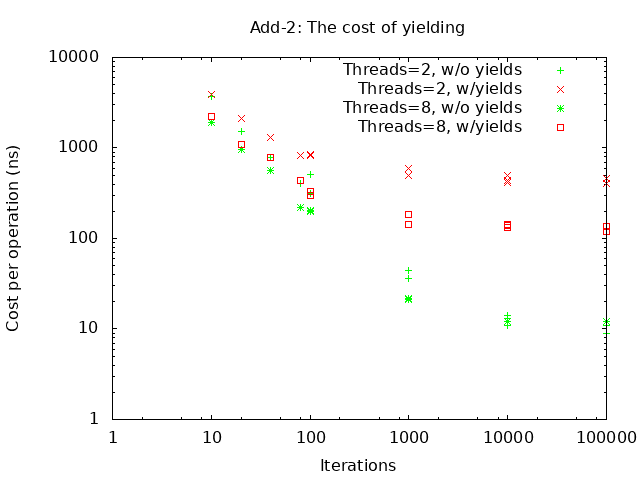 Add-2: The cost of yielding
10000
1000
100
10
1
Cost per operation (ns)
Threads=2, w/o yields
Threads=2, w/yields
Threads=8, w/o yields
Threads=8, w/yields
1
10
100
1000
10000
100000
Iterations